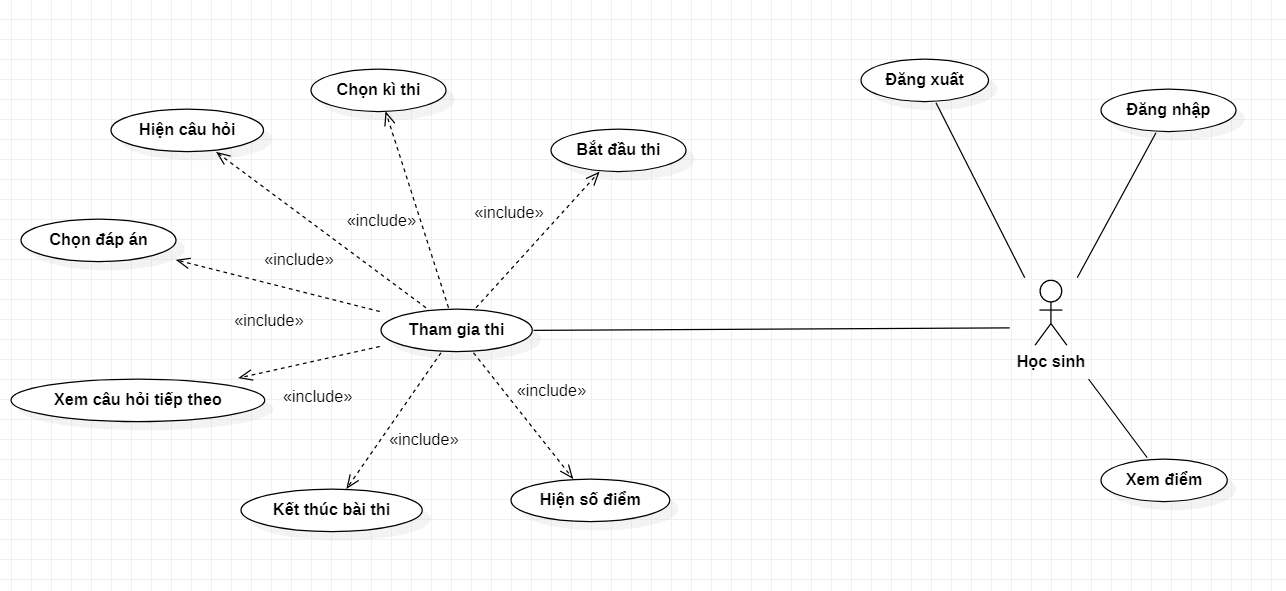 Đăng xuất
Chọn kì thi
Đăng nhập
Hiện câu hỏi
Bắt đầu thi
«include»
«include»
Chọn đáp án
«include»
«include»
Tham gia thi
Học sinh
«include»
«include»
Xem câu hỏi tiếp theo
«include»
Xem điểm
Hiện số điểm
Kết thúc bài thi